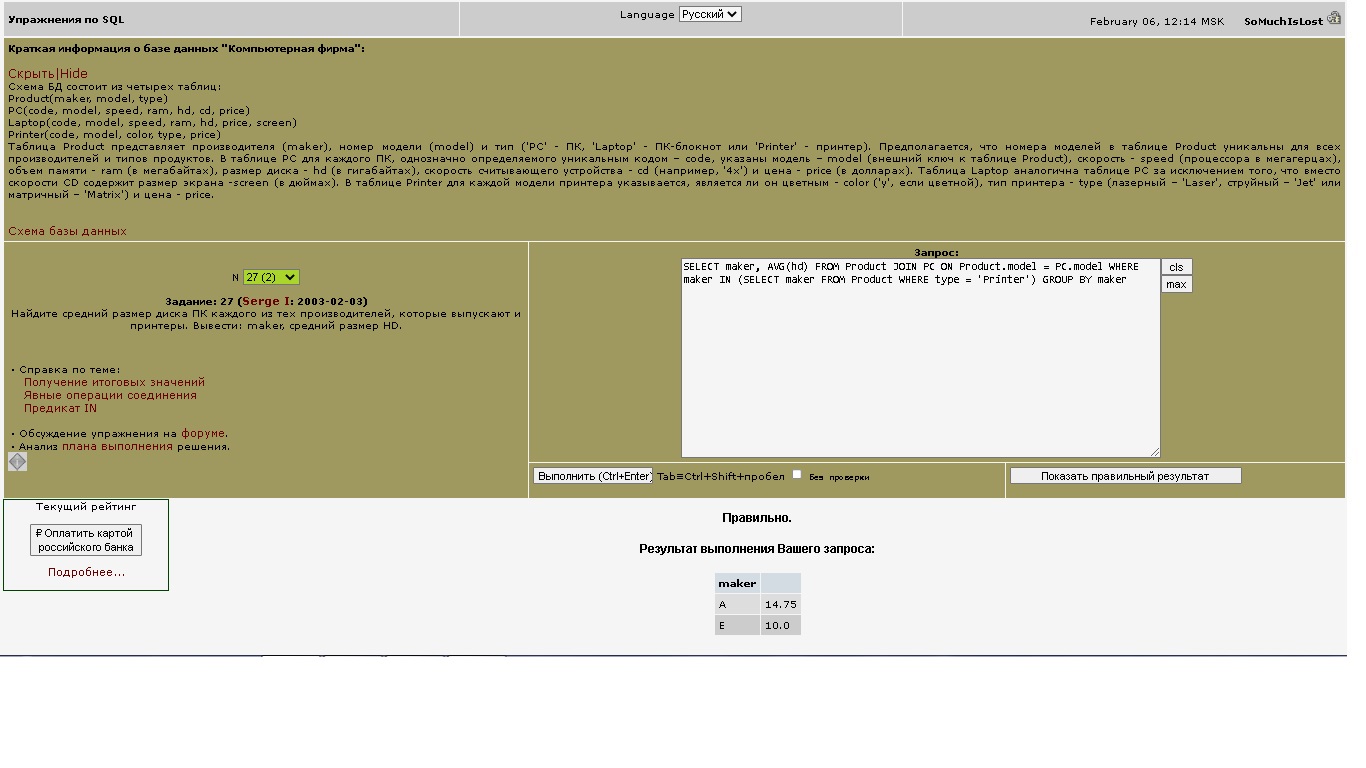 Упражнения по SQL
Language Русский
February 06, 12:14 MSK SoMuchIsLost
Краткая информация о базе данных "Компьютерная фирма":
Скрыть|Hide
Схема БД состоит из четырех таблиц:
Product(maker, model, type)
PC(code, model, speed, ram, hd, cd, price)
Laptop(code, model, speed, ram, hd, price, screen)
Printer(code, model, color, type, price)
Таблица Product представляет производителя (maker), номер модели (model) и тип ('PC' - ПК, 'Laptop' - ПК-блокнот или 'Printer' - принтер). Предполагается, что номера моделей в таблице Product уникальны для всех
производителей и типов продуктов. В таблице PC для каждого ПК, однозначно определяемого уникальным кодом – code, указаны модель – model (внешний ключ к таблице Product), скорость - speed (процессора в мегагерцах),
объем памяти - ram (в мегабайтах), размер диска - hd (в гигабайтах), скорость считывающего устройства - cd (например, '4x') и цена - price (в долларах). Таблица Laptop аналогична таблице РС за исключением того, что вместо
скорости CD содержит размер экрана -screen (в дюймах). В таблице Printer для каждой модели принтера указывается, является ли он цветным - color ('y', если цветной), тип принтера - type (лазерный – 'Laser', струйный – 'Jet' или
матричный – 'Matrix') и цена - price.
Схема базы данных
N 27 (2)
Задание: 27 (Serge I: 2003-02-03)
Найдите средний размер диска ПК каждого из тех производителей, которые выпускают и
принтеры. Вывести: maker, средний размер HD.
• Справка по теме:
Получение итоговых значений
Явные операции соединения
Предикат IN
• Обсуждение упражнения на форуме.
• Анализ плана выполнения решения.
Запрос:
SELECT maker, AVG(hd) FROM Product JOIN PC ON Product.model = PC.model WHERE
maker IN (SELECT maker FROM Product WHERE type = 'Printer') GROUP BY maker
cls
max
Выполнить (Ctrl+Enter) Tab≡Ctrl+Shift+пробел Без проверки
Показать правильный результат
Текущий рейтинг
₽ Оплатить картой
российского банка
Подробнее...
Правильно.
Результат выполнения Вашего запроса:
maker
A 14.75
E 10.0